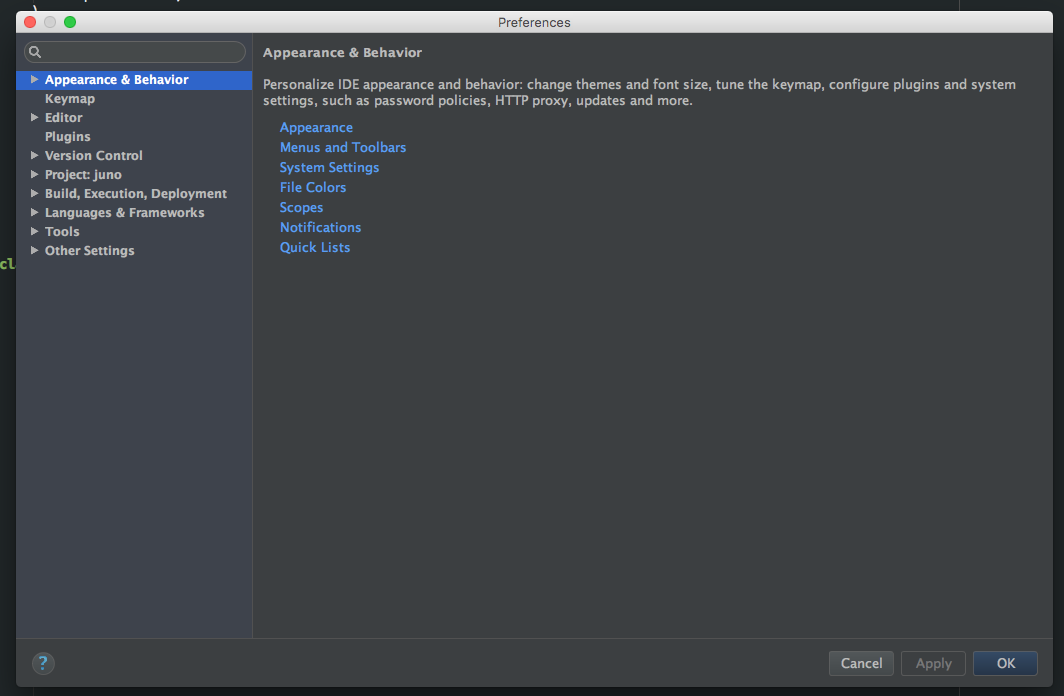 Preferences
Appearance & Behavior
Keymap
Editor
Plugins
Version Control
Project: juno
Build, Execution, Deployment
Languages & Frameworks
Tools
Other Settings
Appearance & Behavior
Personalize IDE appearance and behavior: change themes and font size, tune the keymap, configure plugins and system
settings, such as password policies, HTTP proxy, updates and more.
Appearance
Menus and Toolbars
System Settings
File Colors
Scopes
Notifications
Quick Lists
cl
?
Cancel
Apply
OK